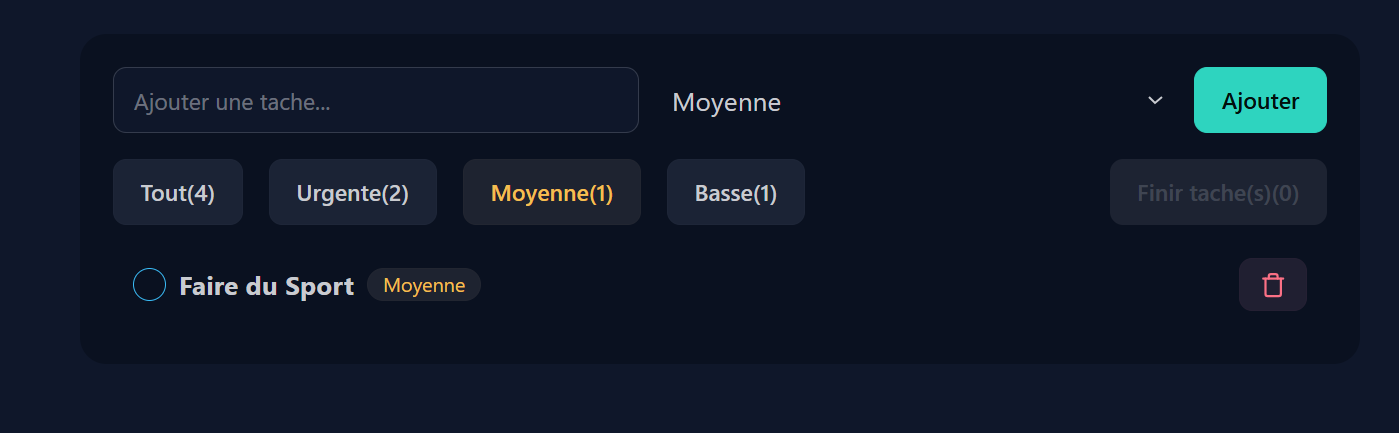 Ajouter une tache... Moyenne Ajouter
Tout(4) Urgente(2) Moyenne(1) Basse(1) Finir tache(s)(0)
Faire du Sport Moyenne